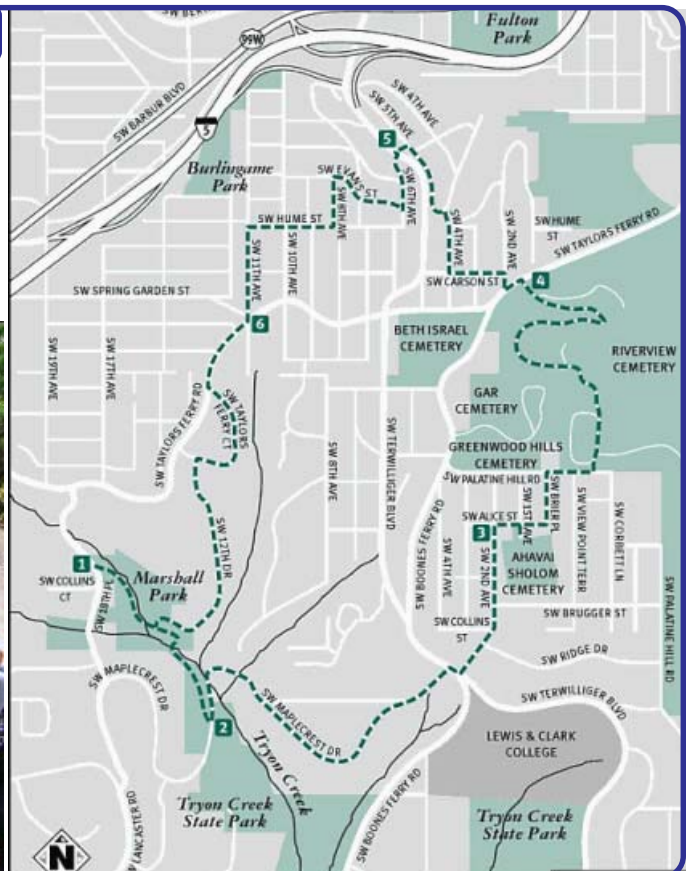 SW BARBUR BLVD
99W
5
Fulton
Park
SW 4TH AVE
SW 5TH AVE
5
Burlingame
Park
SW EVANS ST
SW 6TH AVE
SW 8TH AVE
SW HUME ST
SW 11TH AVE
SW 10TH AVE
SW 4TH AVE
SW 2ND AVE
SW HUME
ST
SW TAYLORS FERRY RD
SW SPRING GARDEN ST
SW CARSON ST
4
6
BETH ISRAEL
CEMETERY
RIVERVIEW
CEMETERY
SW 19TH AVE
SW 17TH AVE
SW TAYLORS FERRY RD
SW TAYLORS
FERRY CT
GAR
CEMETERY
SW 8TH AVE
SW TERWILLIGER BLVD
GREENWOOD HILLS
CEMETERY
SW PALATINE HILL RD
SW BOONES FERRY RD
SW ALICE ST
SW 1ST AVE
SW BRIER PL
SW VIEW POINT TERR
SW CORBETT LN
3
SW 12TH DR
SW 4TH AVE
SW 2ND AVE
AHAVAI
SHOLOM
CEMETERY
1
SW COLLINS
CT
Marshall
Park
SW 18TH PL
SW COLLINS
ST
SW BRUGGER ST
SW PALATINE HILL RD
SW MAPLECREST DR
SW RIDGE DR
SW MAPLECREST DR
2
SW TERWILLIGER BLVD
Tryon Creek
LEWIS & CLARK
COLLEGE
Tryon Creek
State Park
SW LANCASTER RD
SW BOONES FERRY RD
Tryon Creek
State Park
N